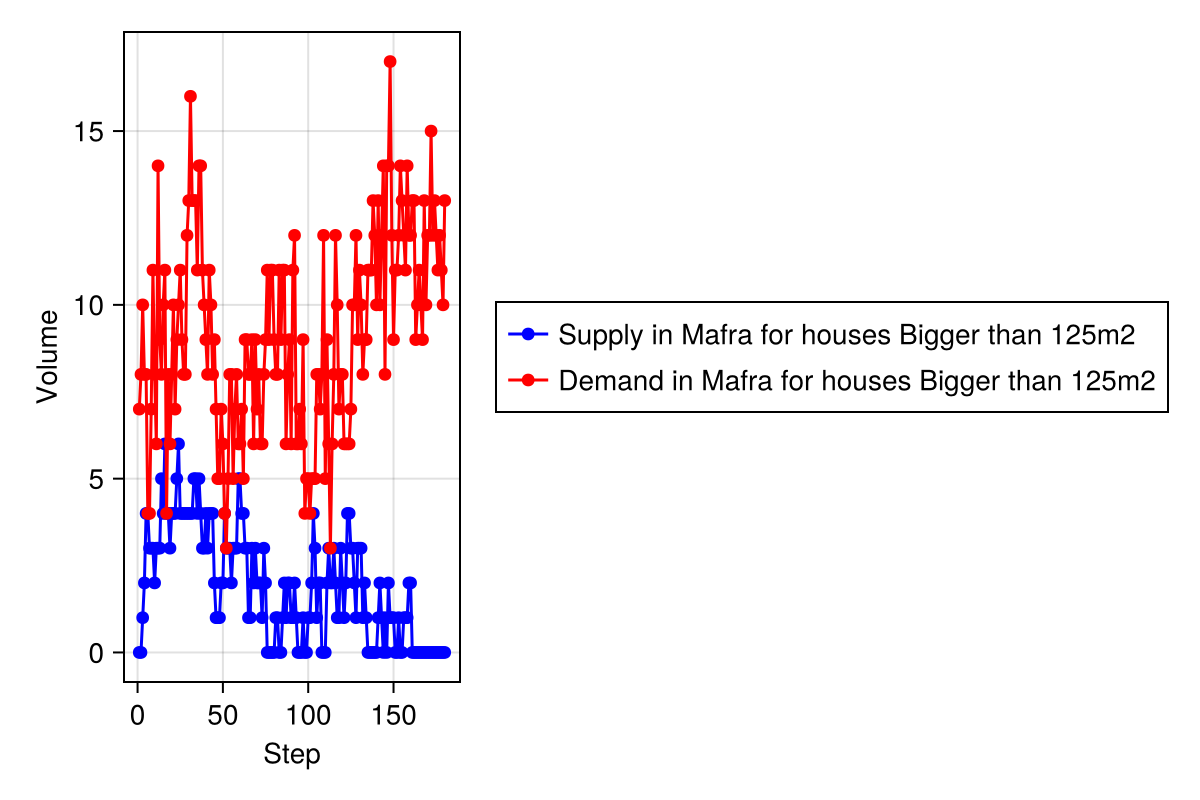 Volume
15
10
5
0
0 50 100 150
Step
Supply in Mafra for houses Bigger than 125m2
Demand in Mafra for houses Bigger than 125m2